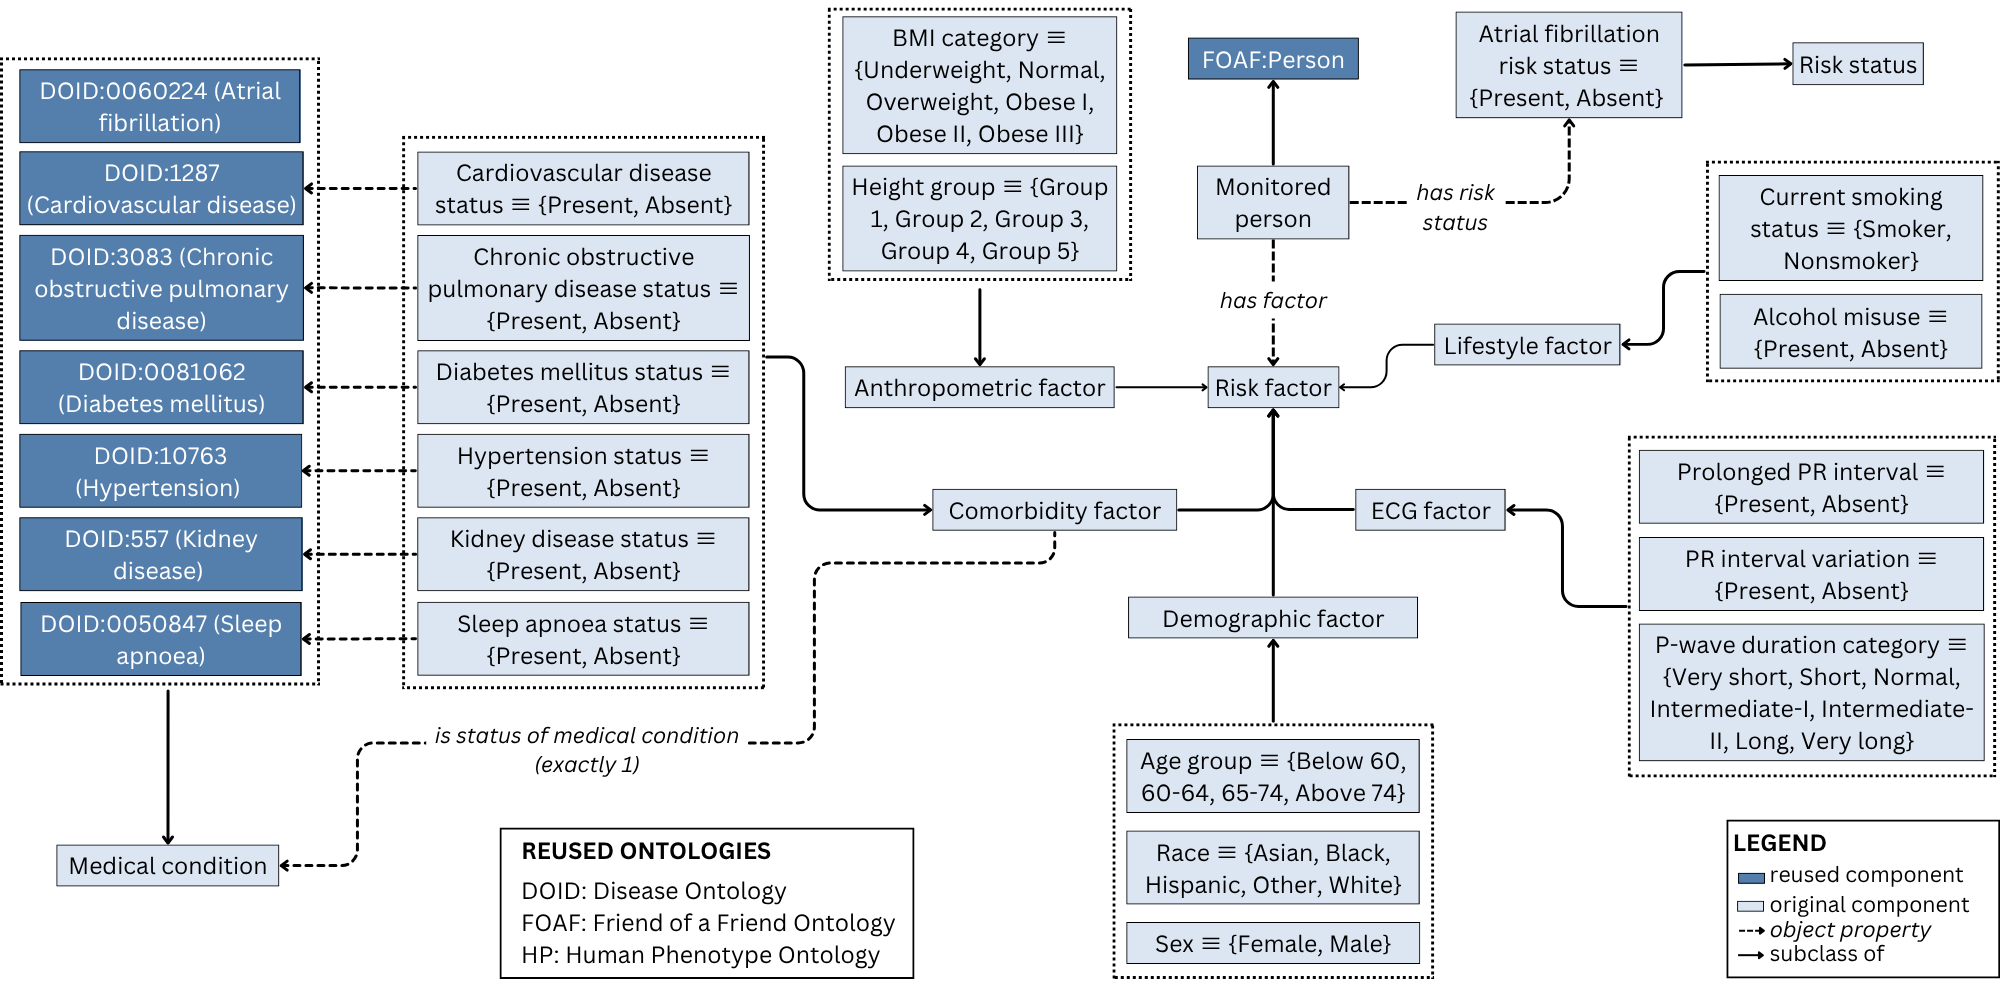 DOID:0060224 (Atrial
fibrillation)
DOID:1287
(Cardiovascular disease)
DOID:3083 (Chronic
obstructive pulmonary
disease)
DOID:0081062
(Diabetes mellitus)
DOID:10763
(Hypertension)
DOID:557 (Kidney
disease)
DOID:0050847 (Sleep
apnoea)
Medical condition
Cardiovascular disease
status ≡ {Present, Absent}
Chronic obstructive
pulmonary disease status ≡
{Present, Absent}
Diabetes mellitus status ≡
{Present, Absent}
Hypertension status ≡
{Present, Absent}
Kidney disease status ≡
{Present, Absent}
Sleep apnoea status ≡
{Present, Absent}
is status of medical condition
(exactly 1)
BMI category ≡
{Underweight, Normal,
Overweight, Obese I,
Obese II, Obese III}
Height group ≡ {Group
1, Group 2, Group 3,
Group 4, Group 5}
Anthropometric factor
Comorbidity factor
FOAF:Person
Monitored
person
has risk
status
has factor
Risk factor
Atrial fibrillation
risk status ≡
{Present, Absent}
Risk status
Lifestyle factor
Current smoking
status ≡ {Smoker,
Nonsmoker}
Alcohol misuse ≡
{Present, Absent}
ECG factor
Prolonged PR interval ≡
{Present, Absent}
PR interval variation ≡
{Present, Absent}
P-wave duration category ≡
{Very short, Short, Normal,
Intermediate-I, Intermediate-
II, Long, Very long}
Demographic factor
Age group ≡ {Below 60,
60-64, 65-74, Above 74}
Race ≡ {Asian, Black,
Hispanic, Other, White}
Sex ≡ {Female, Male}
REUSED ONTOLOGIES
DOID: Disease Ontology
FOAF: Friend of a Friend Ontology
HP: Human Phenotype Ontology
LEGEND
reused component
original component
object property
subclass of